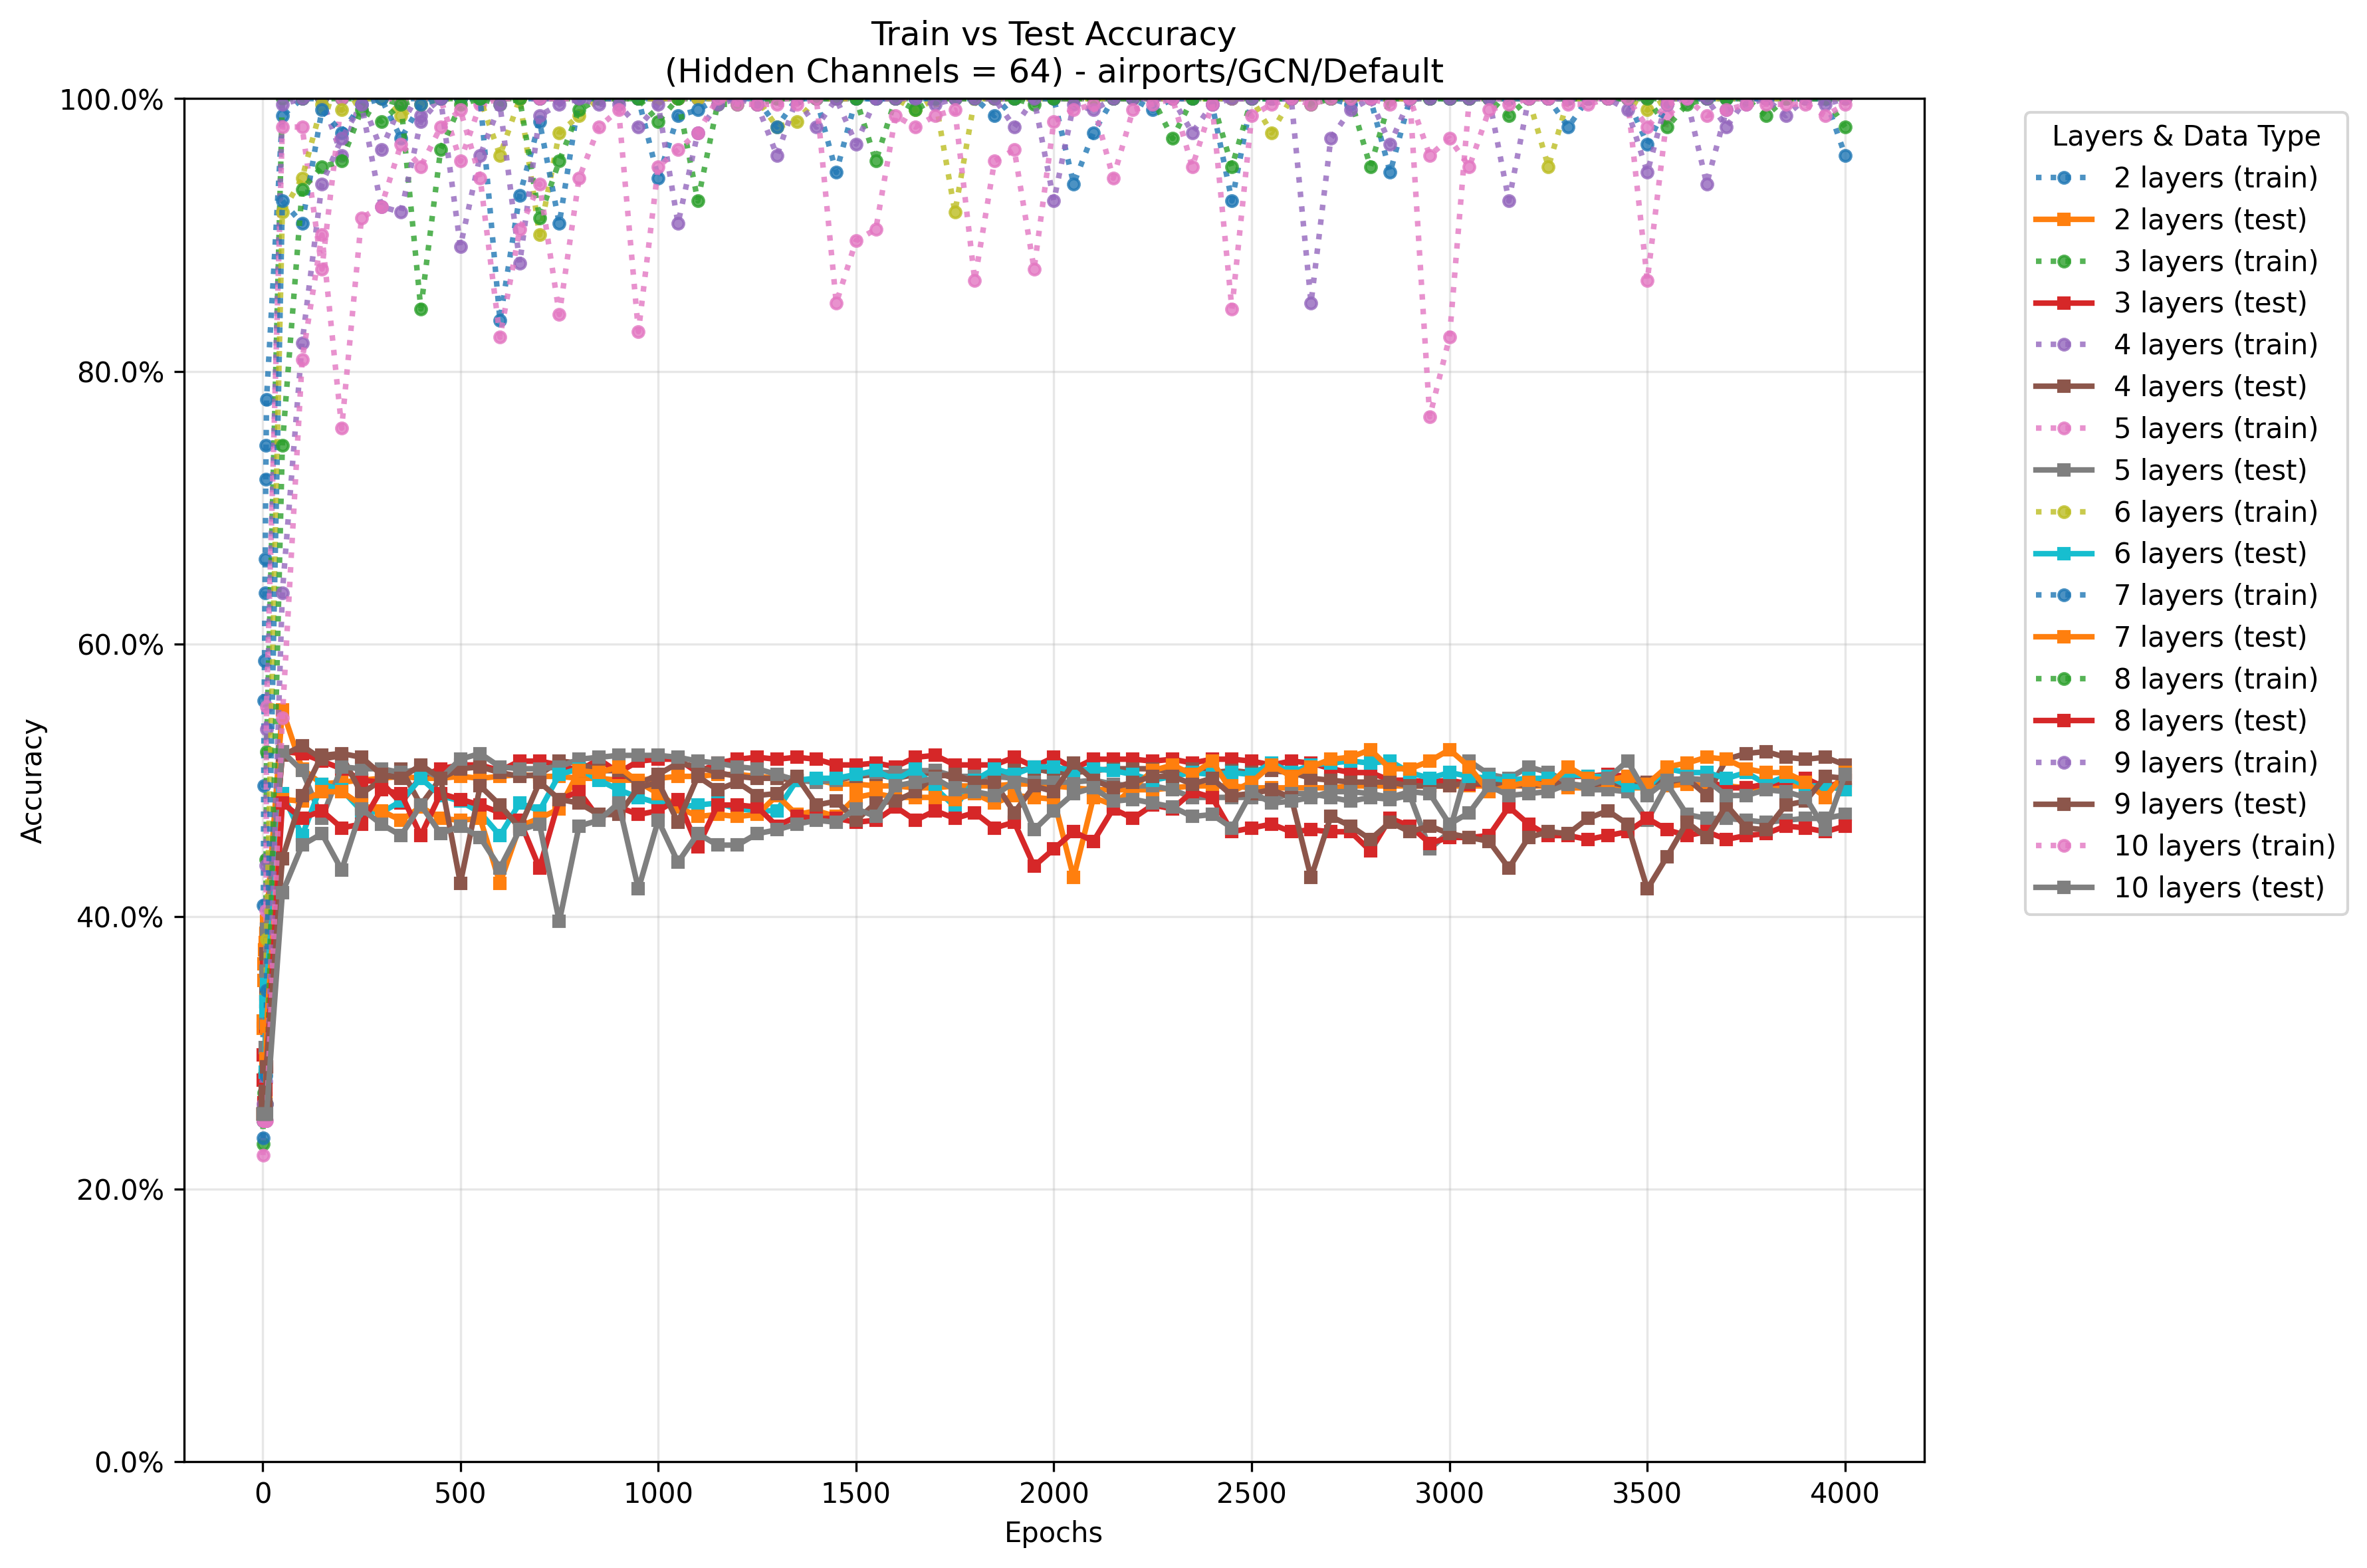 Train vs Test Accuracy
(Hidden Channels = 64) - airports/GCN/Default
100.0%
80.0%
60.0%
40.0%
20.0%
0.0%
Accuracy
0
500
1000
1500
2000
2500
3000
3500
4000
Epochs
Layers & Data Type
2 layers (train)
2 layers (test)
3 layers (train)
3 layers (test)
4 layers (train)
4 layers (test)
5 layers (train)
5 layers (test)
6 layers (train)
6 layers (test)
7 layers (train)
7 layers (test)
8 layers (train)
8 layers (test)
9 layers (train)
9 layers (test)
10 layers (train)
10 layers (test)